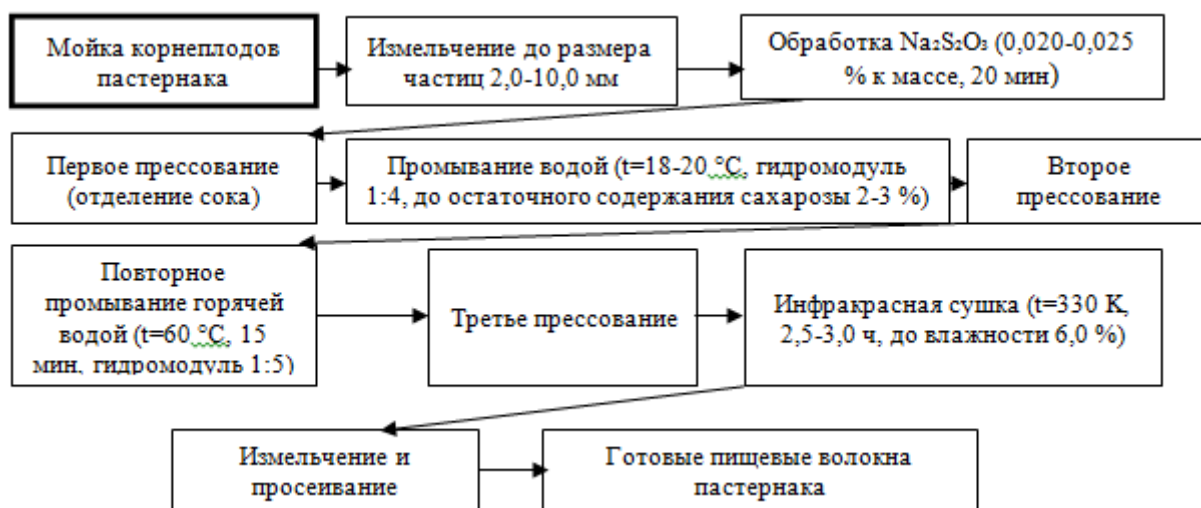 Мойка корнеплодов
пастернака
Измельчение до размера
частиц 2,0-10,0 мм
Обработка Na₂S₂O₃ (0,020-0,025
% к массе, 20 мин)
Первое прессование
(отделение сока)
Промывание водой (t=18-20 °С, гидромодуль
1:4, до остаточного содержания сахарозы 2-3 %)
Второе
прессование
Повторное
промывание горячей
водой (t=60 °С, 15
мин, гидромодуль 1:5)
Третье прессование
Инфракрасная сушка (t=330 К,
2,5-3,0 ч, до влажности 6,0 %)
Измельчение и
просеивание
Готовые пищевые волокна
пастернака